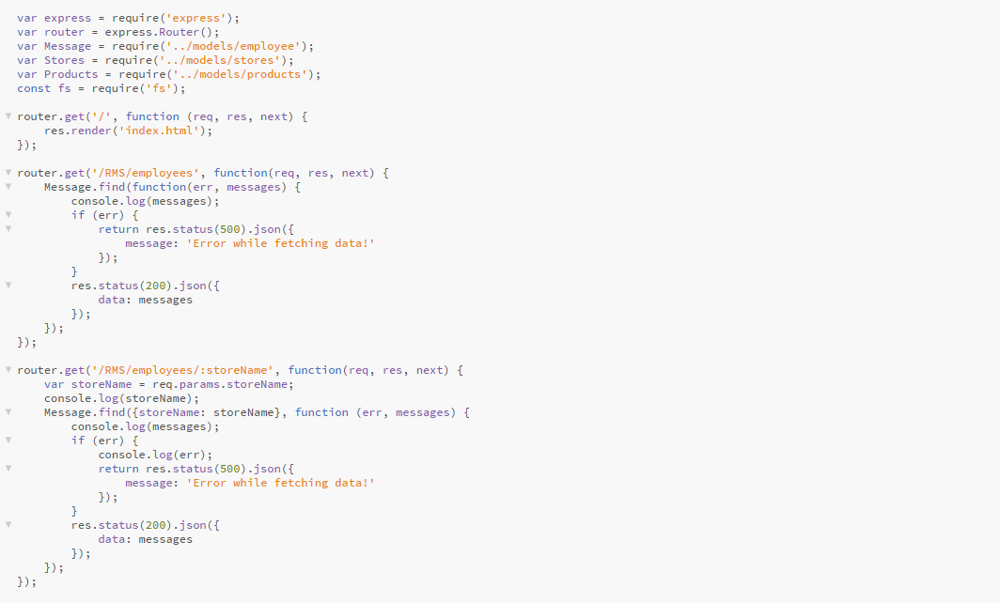 var express = require('express');
var router = express.Router();
var Message = require('../models/employee');
var Stores = require('../models/stores');
var Products = require('../models/products');
const fs = require('fs');
router.get('/', function (req, res, next) {
    res.render('index.html');
});
router.get('/RMS/employees', function(req, res, next) {
    Message.find(function(err, messages) {
        console.log(messages);
        if (err) {
            return res.status(500).json({
                message: 'Error while fetching data!'
            });
        }
        res.status(200).json({
            data: messages
        });
    });
});
router.get('/RMS/employees/:storeName', function(req, res, next) {
    var storeName = req.params.storeName;
    console.log(storeName);
    Message.find({storeName: storeName}, function (err, messages) {
        console.log(messages);
        if (err) {
            console.log(err);
            return res.status(500).json({
                message: 'Error while fetching data!'
            });
        }
        res.status(200).json({
            data: messages
        });
    });
});